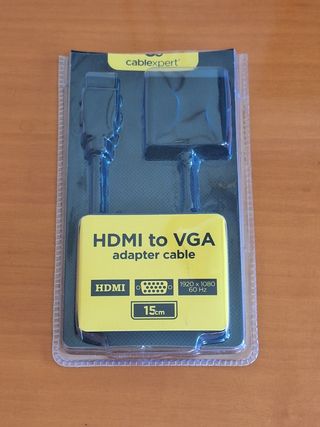 cablexpert®
HDMI to VGA
adapter cable
HDMI
1920 x 1080
60 Hz
15cm